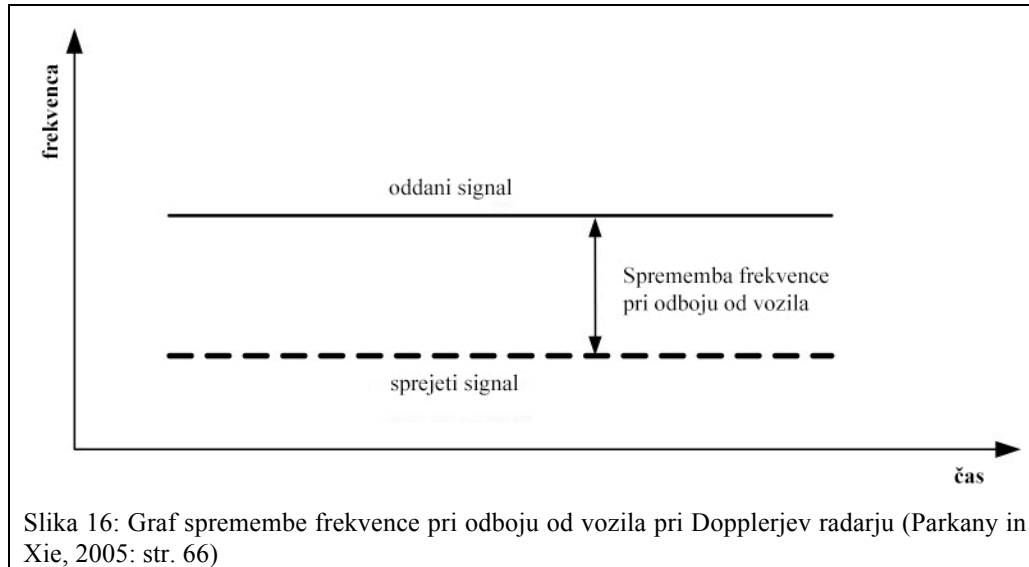 frekvenca
oddani signal
Sprememba frekvence
pri odboju od vozila
sprejeti signal
čas
Slika 16: Graf spremembe frekvence pri odboju od vozila pri Dopplerjev radarju (Parkany in
Xie, 2005: str. 66)